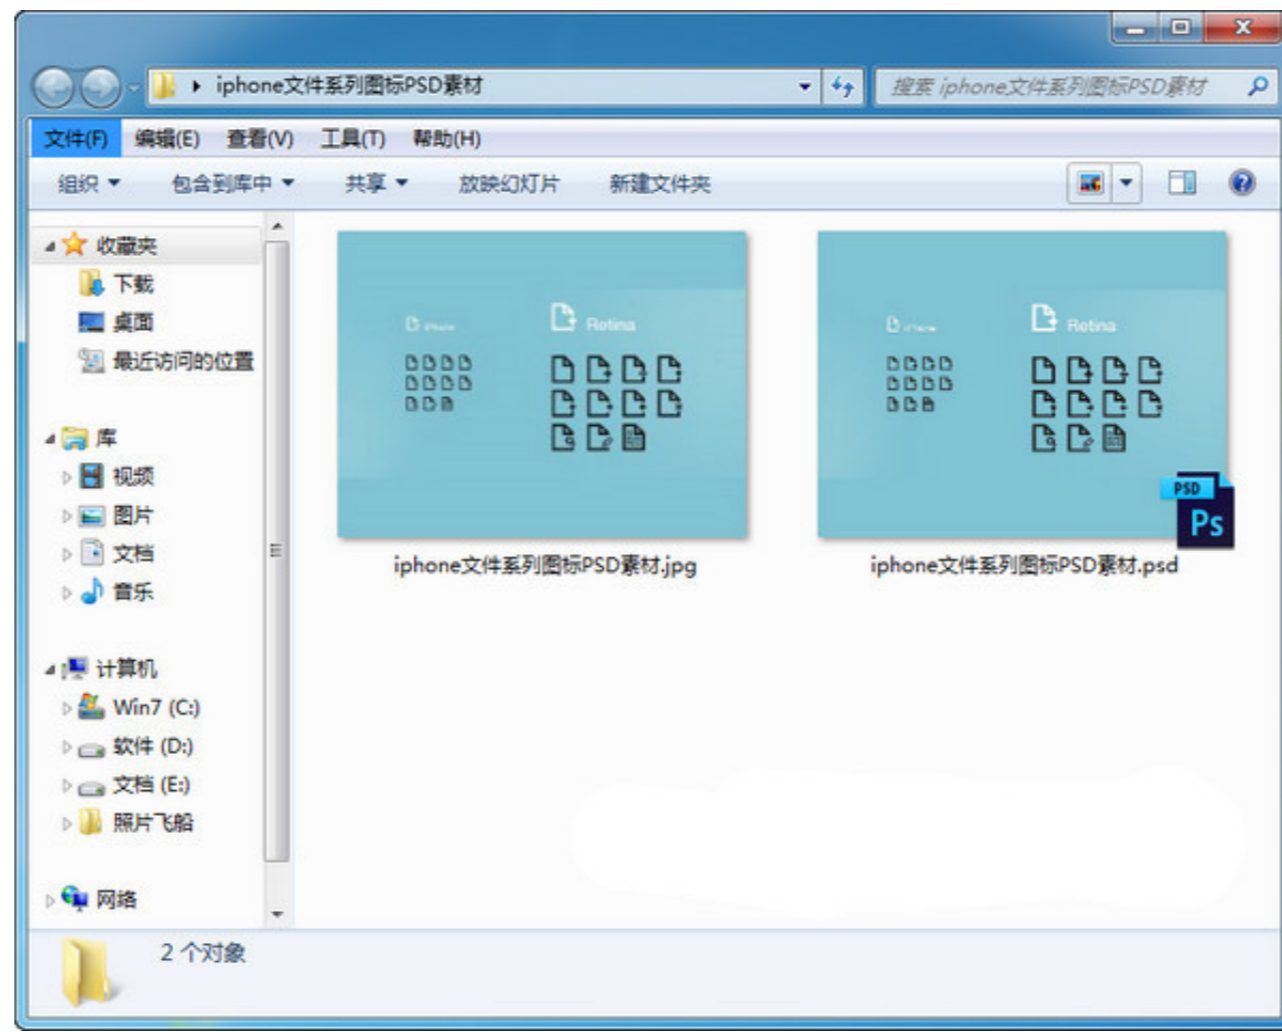 iphone文件系列图标PSD素材
搜索 iphone文件系列图标PSD素材
文件(F) 编辑(E) 查看(V) 工具(T) 帮助(H)
组织 包含到库中 共享 放映幻灯片 新建文件夹
收藏夹
下载
桌面
最近访问的位置
库
视频
图片
文档
音乐
计算机
Win7 (C:)
软件 (D:)
文档 (E:)
照片飞船
网络
iPhone Retina
iphone文件系列图标PSD素材.jpg
iPhone Retina
PSD
Ps
iphone文件系列图标PSD素材.psd
2 个对象